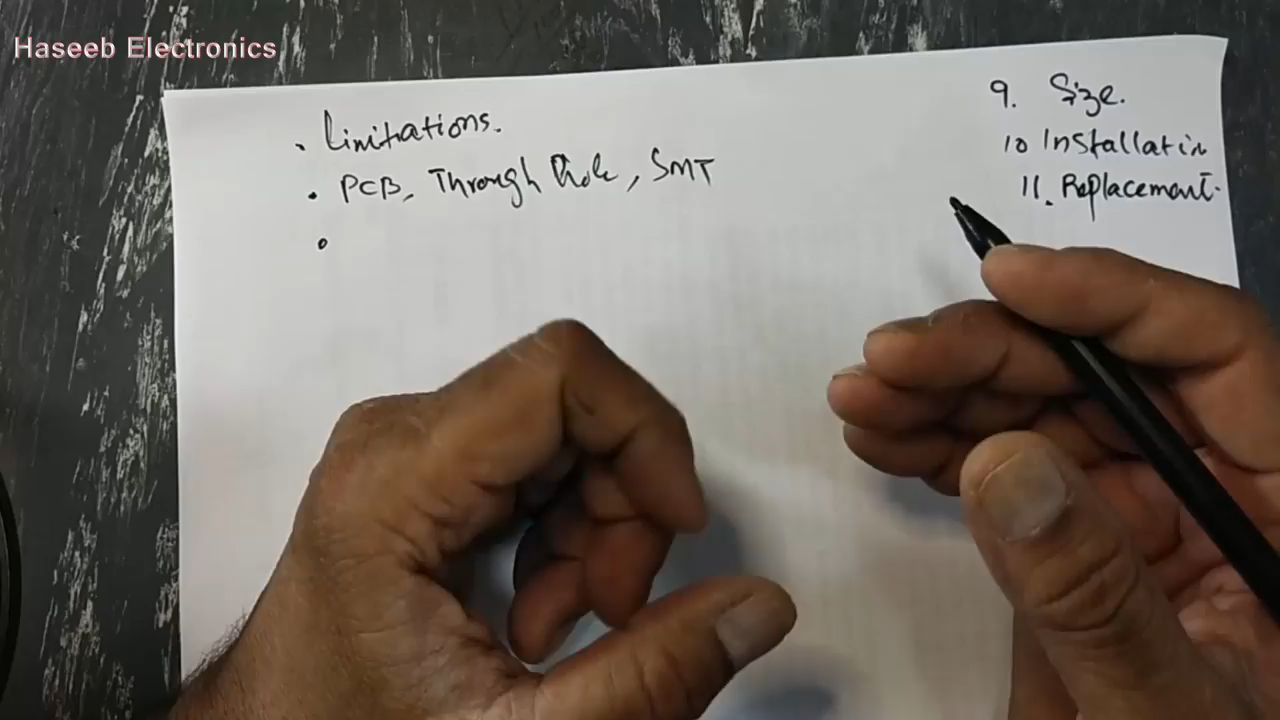 Haseeb Electronics
. Limitations.
. PCB, Through Hole, SMT
.
9. Size.
10 Installatin
11. Replacement.